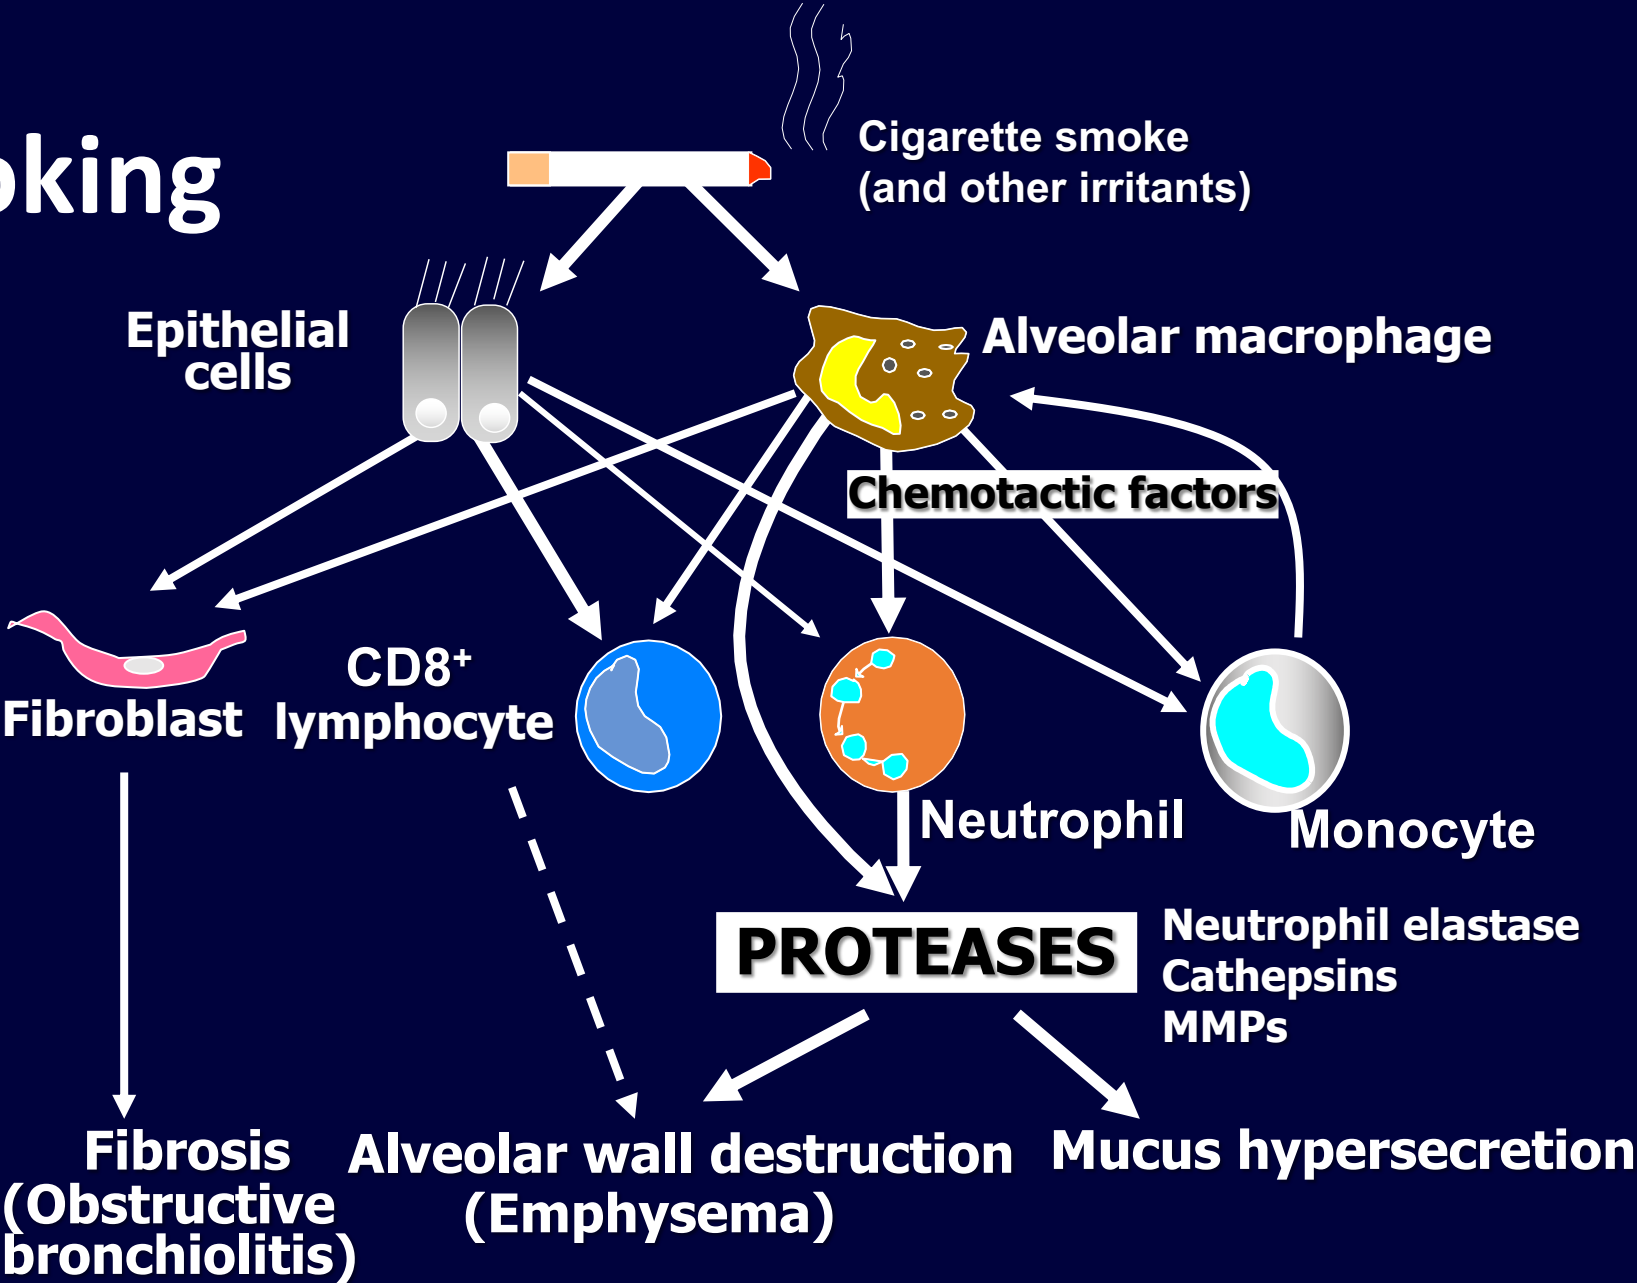 oking
Cigarette smoke
(and other irritants)
Epithelial
cells
Alveolar macrophage
Chemotactic factors
Fibroblast
CD8⁺
lymphocyte
Neutrophil
Monocyte
PROTEASES
Neutrophil elastase
Cathepsins
MMPs
Fibrosis
(Obstructive
bronchiolitis)
Alveolar wall destruction
(Emphysema)
Mucus hypersecretion